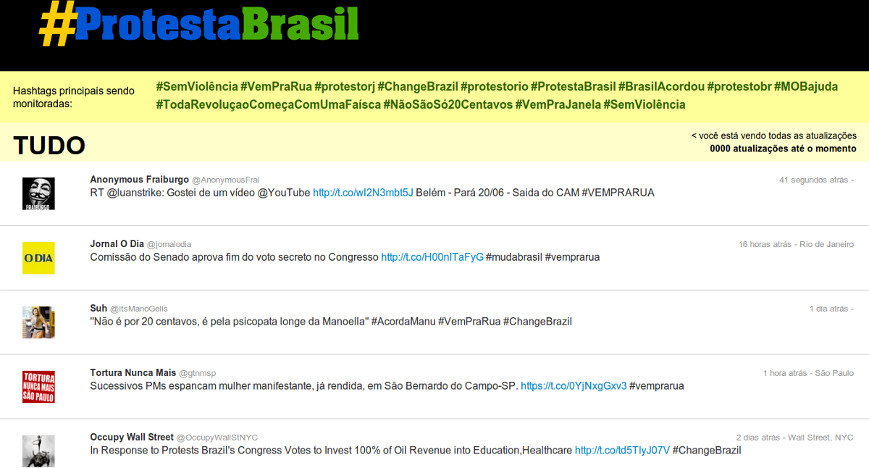 #ProtestaBrasil
Hashtags principais sendo
monitoradas:
#SemViolência #VemPraRua #protestorj #ChangeBrazil #protestorio #ProtestaBrasil #BrasilAcordou #protestobr #MOBajuda
#TodaRevoluçaoComeçaComUmaFaísca #NãoSãoSó20Centavos #VemPraJanela #SemViolência
TUDO
< você está vendo todas as atualizações
0000 atualizações até o momento
Anonymous Fraiburgo @AnonymousFrai
41 segundos atrás -
RT @luanstrike: Gostei de um vídeo @YouTube http://t.co/wI2N3mbt5J Belém - Pará 20/06 - Saida do CAM #VEMPRARUA
Jornal O Dia @jornalodia
16 horas atrás - Rio de Janeiro
O DIA
Comissão do Senado aprova fim do voto secreto no Congresso http://t.co/H00nITaFyG #mudabrasil #vemprarua
Suh @itsManoGelis
1 dia atrás -
"Não é por 20 centavos, é pela psicopata longe da Manoella" #AcordaManu #VemPraRua #ChangeBrazil
Tortura Nunca Mais @gtnmsp
1 hora atrás - São Paulo
TORTURA
NUNCA MAIS
SÃO PAULO
Sucessivos PMs espancam mulher manifestante, já rendida, em São Bernardo do Campo-SP. https://t.co/0YjNxgGxv3 #vemprarua
Occupy Wall Street @OccupyWallStNYC
2 dias atrás - Wall Street, NYC
In Response to Protests Brazil's Congress Votes to Invest 100% of Oil Revenue into Education,Healthcare http://t.co/td5TIyJ07V #ChangeBrazil